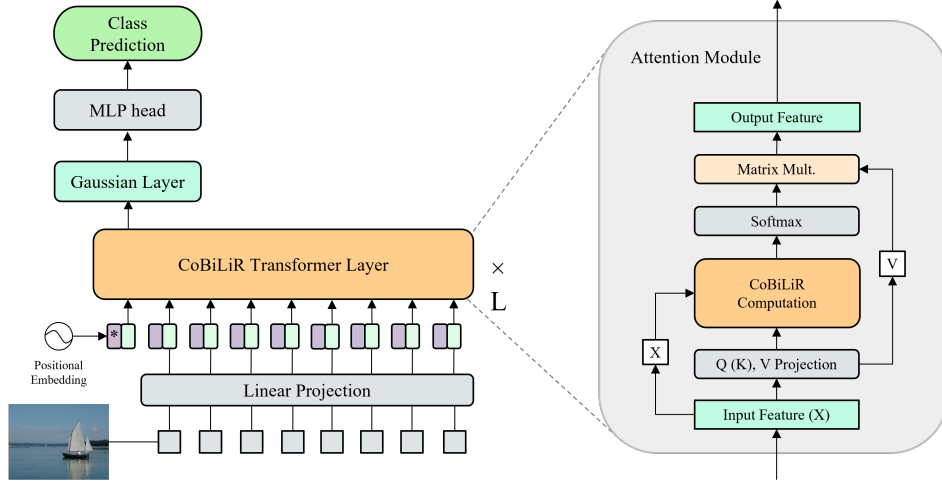 Class
Prediction
MLP head
Gaussian Layer
CoBiLiR Transformer Layer
×
L
*
Positional
Embedding
Linear Projection
Attention Module
Output Feature
Matrix Mult.
Softmax
V
CoBiLiR
Computation
X
Q (K), V Projection
Input Feature (X)